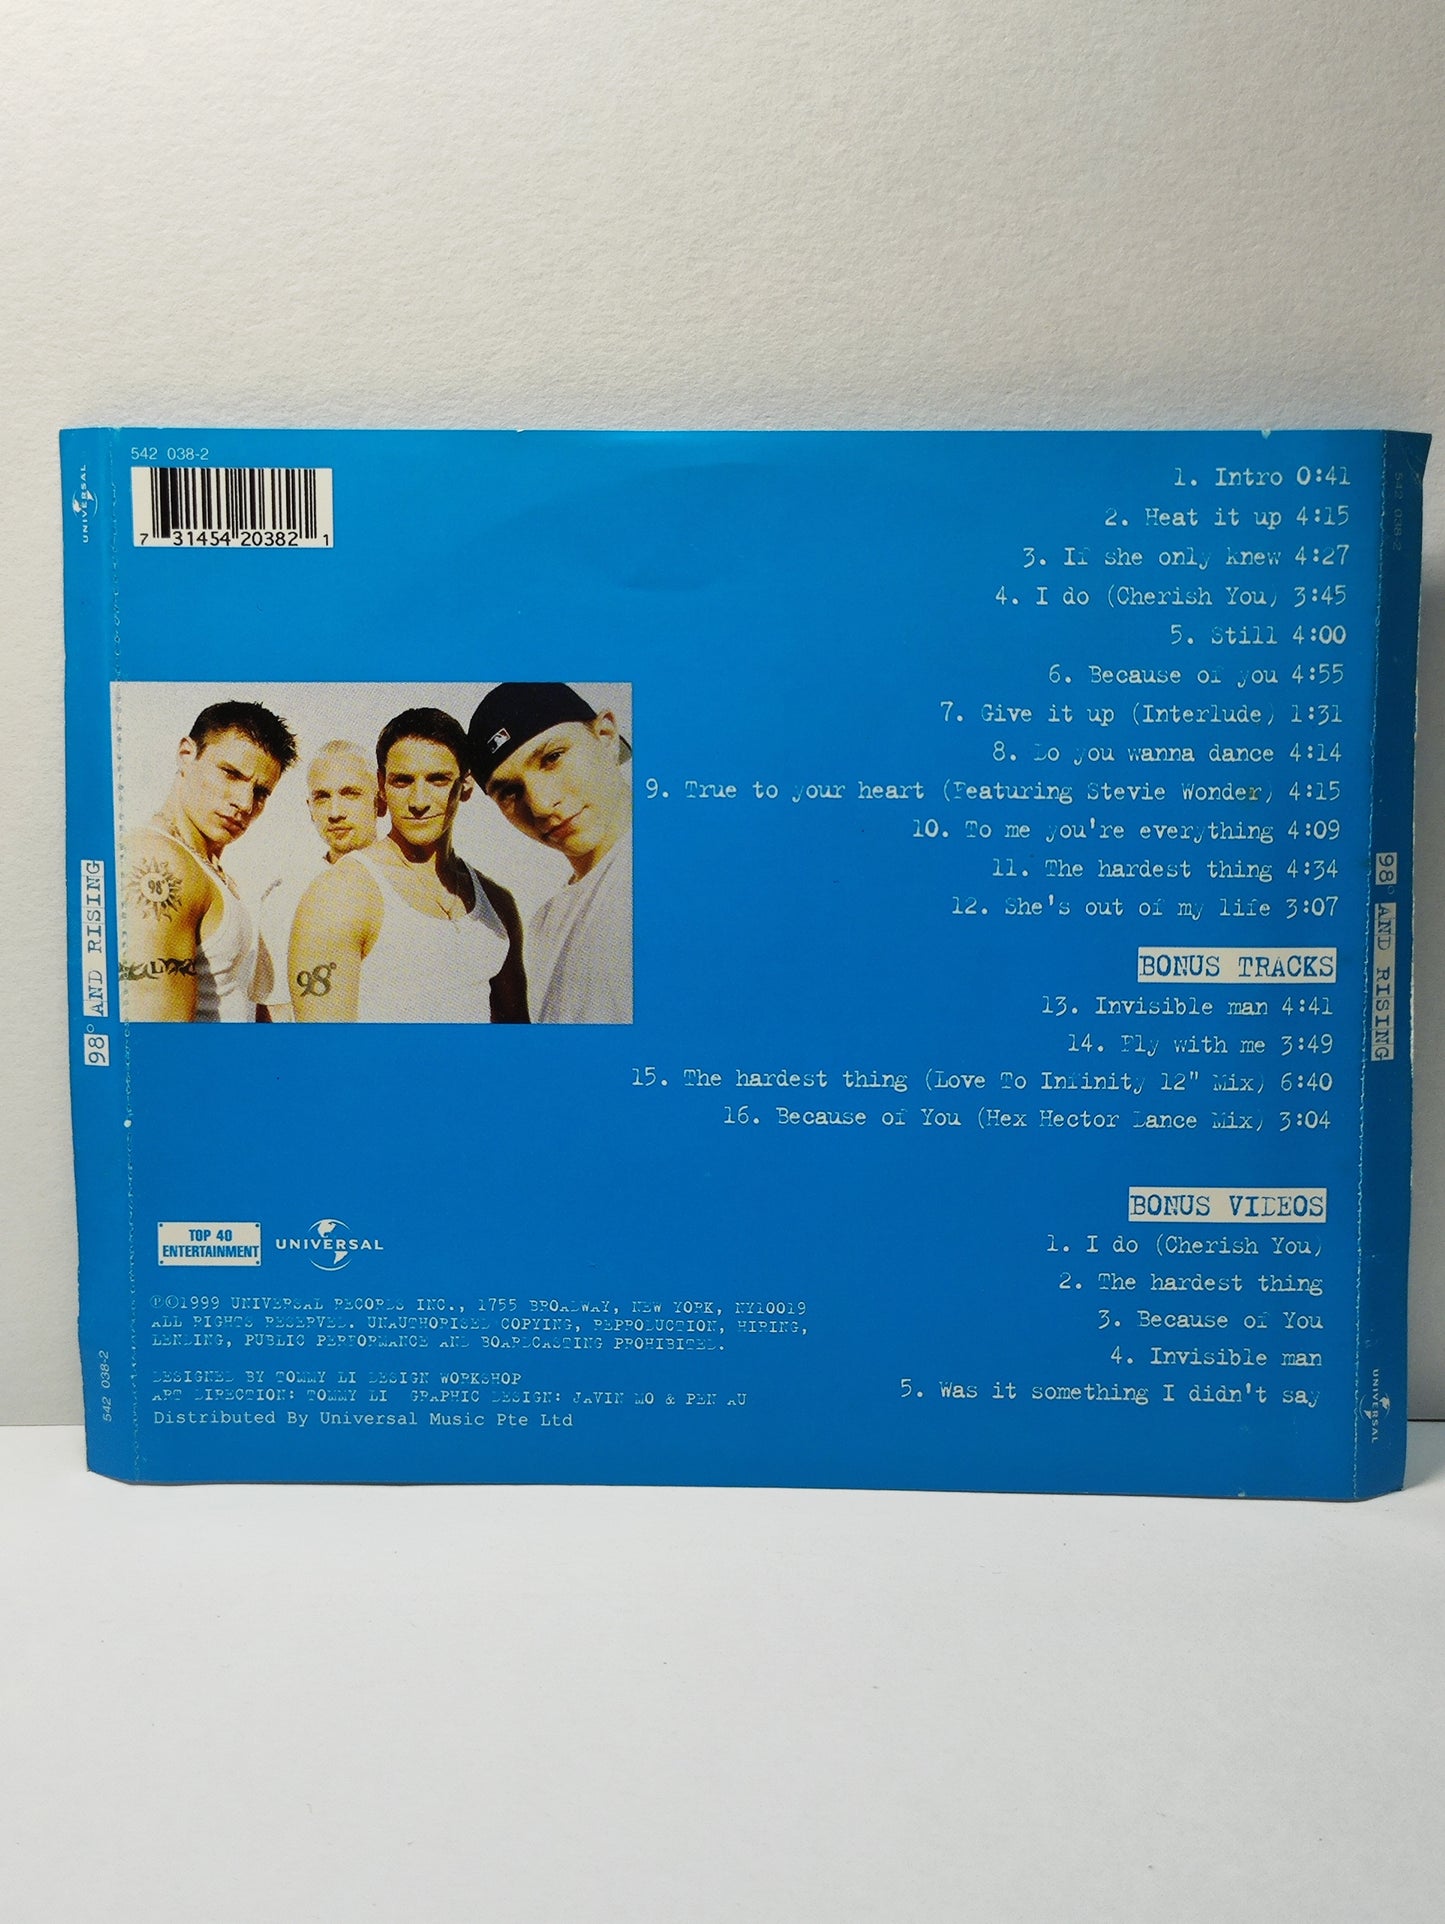 542 038-2
7 31454 20382 1
UNIVERSAL
98° AND RISING
542 038-2
98°
98°
1. Intro 0:41
2. Heat it up 4:15
3. If she only knew 4:27
4. I do (Cherish You) 3:45
5. Still 4:00
6. Because of you 4:55
7. Give it up (Interlude) 1:31
8. Do you wanna dance 4:14
9. True to your heart (Featuring Stevie Wonder) 4:15
10. To me you're everything 4:09
11. The hardest thing 4:34
12. She's out of my life 3:07
BONUS TRACKS
13. Invisible man 4:41
14. Fly with me 3:49
15. The hardest thing (Love To Infinity 12" Mix) 6:40
16. Because of You (Hex Hector Dance Mix) 3:04
BONUS VIDEOS
1. I do (Cherish You)
2. The hardest thing
3. Because of You
4. Invisible man
5. Was it something I didn't say
TOP 40
ENTERTAINMENT
UNIVERSAL
℗©1999 UNIVERSAL RECORDS INC., 1755 BROADWAY, NEW YORK, NY10019
ALL RIGHTS RESERVED. UNAUTHORISED COPYING, REPRODUCTION, HIRING,
LENDING, PUBLIC PERFORMANCE AND BOARDCASTING PROHIBITED.
DESIGNED BY TOMMY LI DESIGN WORKSHOP
ART DIRECTION: TOMMY LI GRAPHIC DESIGN: JAVIN MO & PEN AU
Distributed By Universal Music Pte Ltd
542 038-2
98° AND RISING
UNIVERSAL